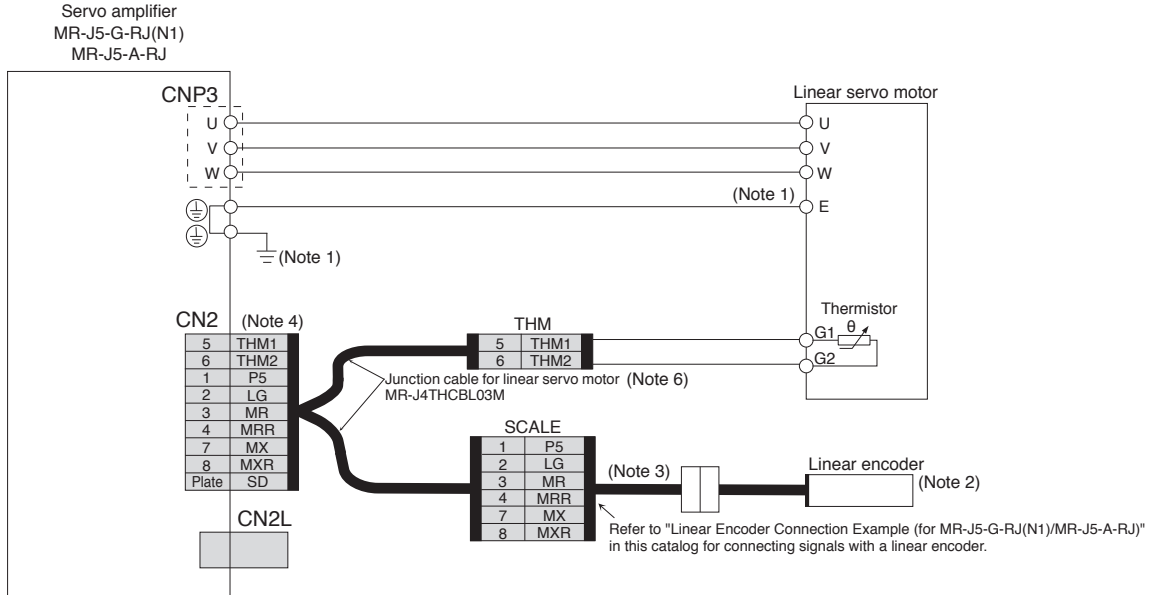 Servo amplifier
MR-J5-G-RJ(N1)
MR-J5-A-RJ
CNP3
U
V
W
Linear servo motor
U
V
W
(Note 1)
E
(Note 1)
Thermistor
θ
G1
G2
CN2
(Note 4)
5 THM1
6 THM2
1 P5
2 LG
3 MR
4 MRR
7 MX
8 MXR
Plate SD
THM
5 THM1
6 THM2
Junction cable for linear servo motor (Note 6)
MR-J4THCBL03M
SCALE
1 P5
2 LG
3 MR
4 MRR
7 MX
8 MXR
(Note 3)
Linear encoder
(Note 2)
Refer to "Linear Encoder Connection Example (for MR-J5-G-RJ(N1)/MR-J5-A-RJ)"
in this catalog for connecting signals with a linear encoder.
CN2L